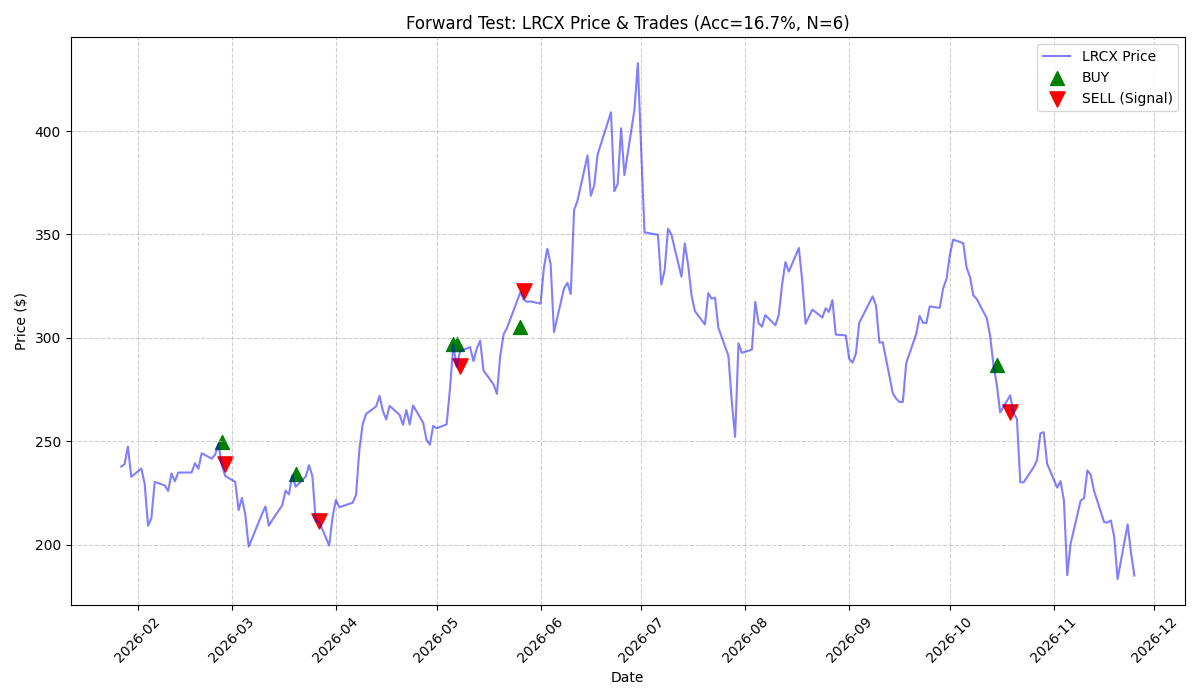 Forward Test: LRCX Price & Trades (Acc=16.7%, N=6)
LRCX Price
BUY
SELL (Signal)
Price ($)
400
350
300
250
200
2026-02
2026-03
2026-04
2026-05
2026-06
2026-07
2026-08
2026-09
2026-10
2026-11
2026-12
Date